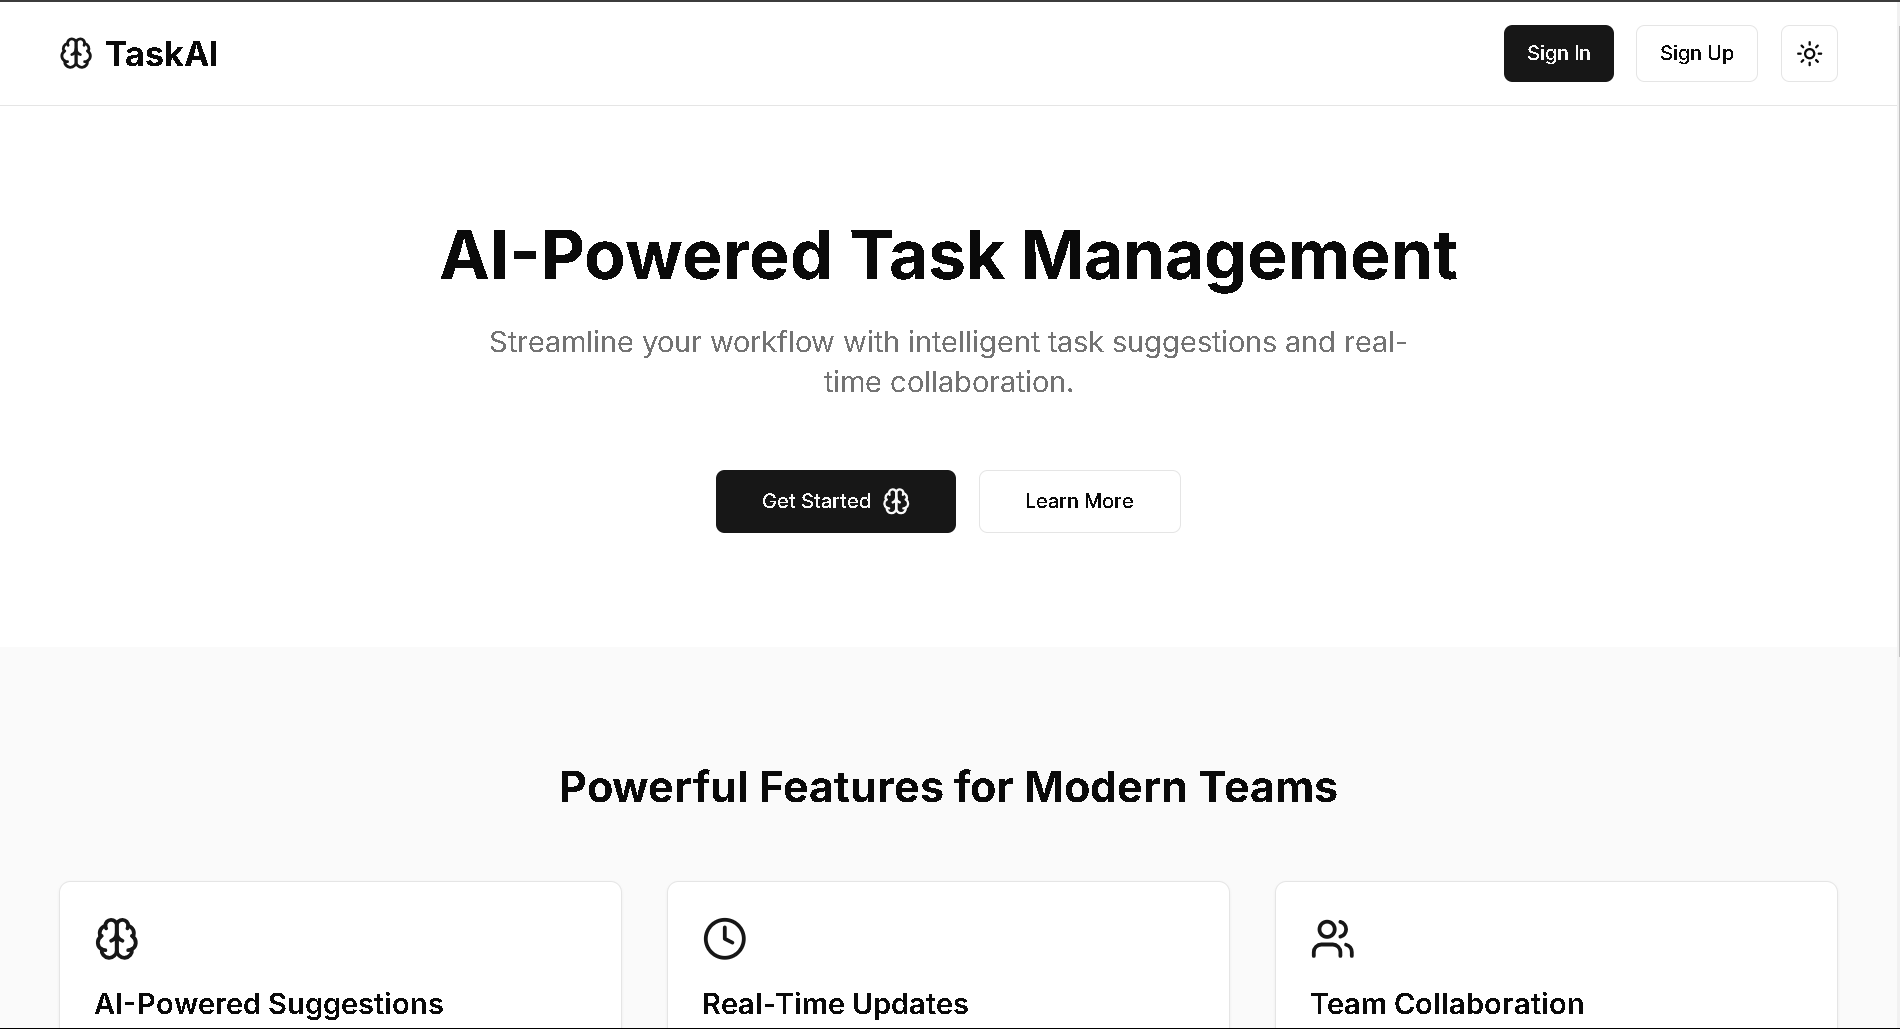 TaskAI
Sign In
Sign Up
AI-Powered Task Management
Streamline your workflow with intelligent task suggestions and real-
time collaboration.
Get Started
Learn More
Powerful Features for Modern Teams
AI-Powered Suggestions
Real-Time Updates
Team Collaboration